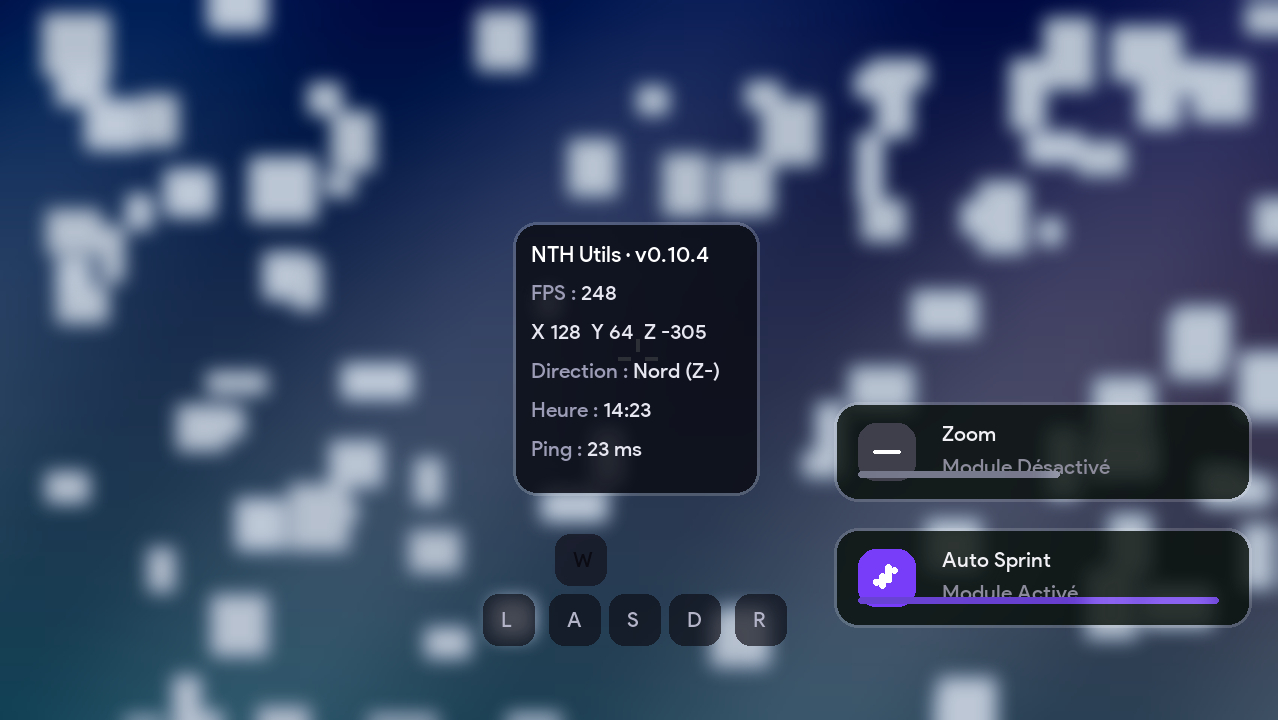 NTH Utils · v0.10.4
FPS : 248
X 128 Y 64 Z -305
Direction : Nord (Z-)
Heure : 14:23
Ping : 23 ms
Zoom
Module Désactivé
Auto Sprint
Module Activé
W
L A S D R